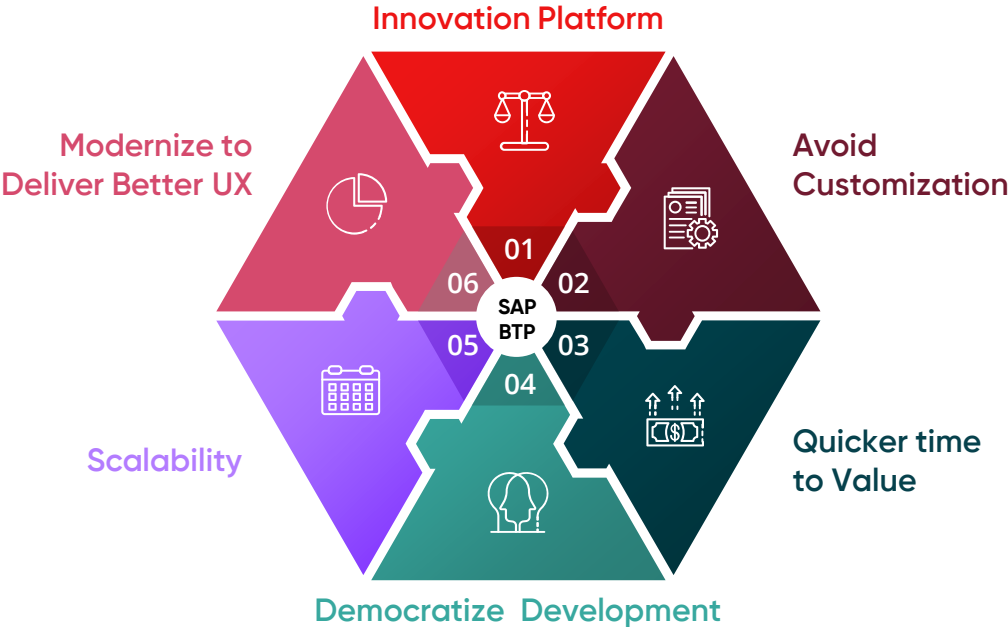 Innovation Platform
Avoid
Customization
Quicker time
to Value
Democratize Development
Scalability
Modernize to
Deliver Better UX
01
02
03
04
05
06
SAP
BTP
$